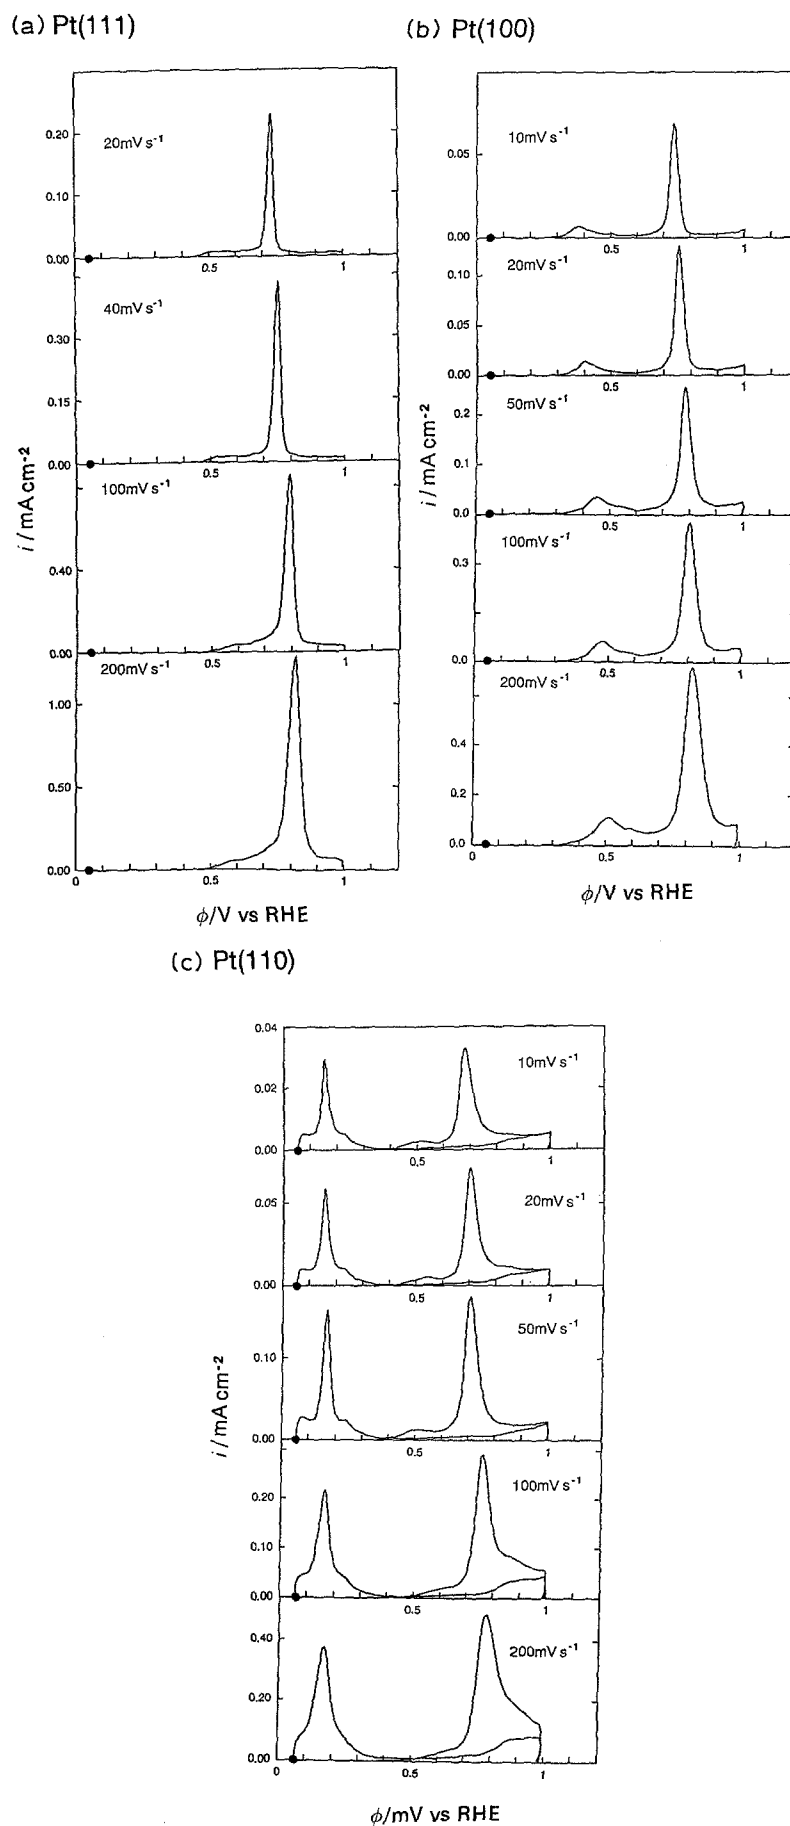 (a) Pt(111)
(b) Pt(100)
20mV s⁻¹
0.20
0.10
0.00
0.5
1
40mV s⁻¹
0.30
0.15
0.00
0.5
1
100mV s⁻¹
0.40
0.00
0.5
1
200mV s⁻¹
1.00
0.50
0.00
0
0.5
1
i/mA cm⁻²
ϕ/V vs RHE
10mV s⁻¹
0.05
0.00
0.5
1
20mV s⁻¹
0.10
0.05
0.00
0.5
1
50mV s⁻¹
0.2
0.1
0.0
0.5
1
100mV s⁻¹
0.3
0.0
0.5
1
200mV s⁻¹
0.4
0.2
0.0
0
0.5
1
i/mA cm⁻²
ϕ/V vs RHE
(c) Pt(110)
0.04
10mV s⁻¹
0.02
0.00
0.5
1
20mV s⁻¹
0.05
0.00
0.5
1
50mV s⁻¹
0.10
0.00
0.5
1
100mV s⁻¹
0.20
0.10
0.00
0.5
1
200mV s⁻¹
0.40
0.20
0.00
0
0.5
1
i/mA cm⁻²
ϕ/mV vs RHE